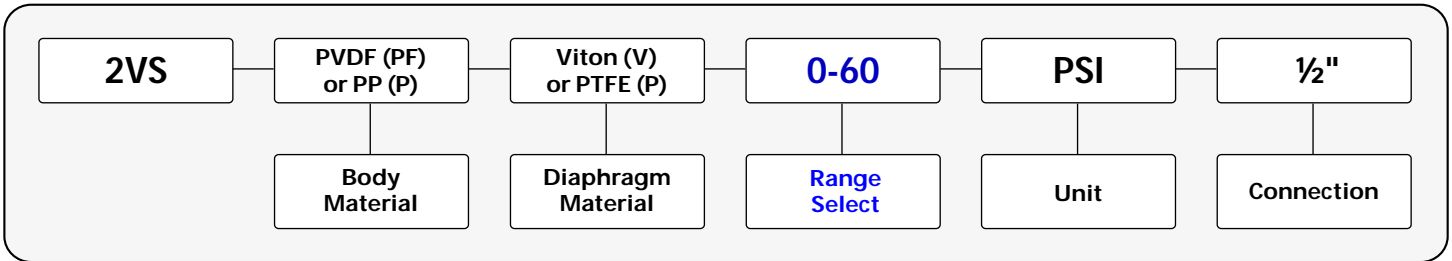 2VS
PVDF (PF)
or PP (P)
Viton (V)
or PTFE (P)
0-60
PSI
½"
Body
Material
Diaphragm
Material
Range
Select
Unit
Connection